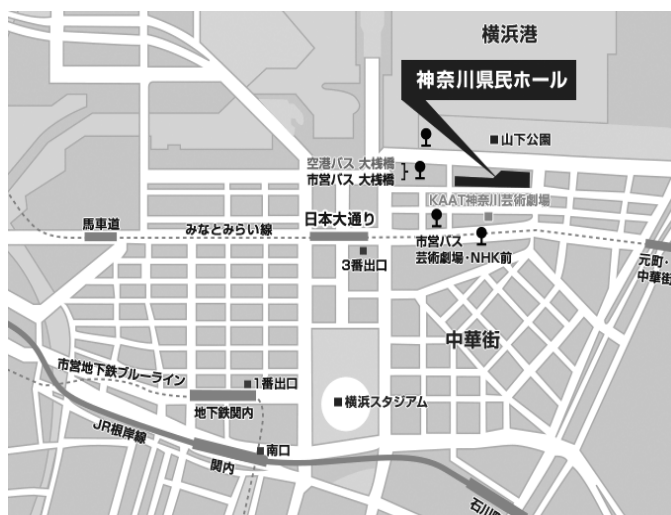 横浜港
神奈川県民ホール
山下公園
空港バス 大桟橋
市営バス 大桟橋
KAAT神奈川芸術劇場
日本大通り
みなとみらい線
馬車道
市営バス
芸術劇場・NHK前
3番出口
元町・
中華街
中華街
市営地下鉄ブルーライン
1番出口
地下鉄関内
横浜スタジアム
JR根岸線
関内
南口
石川町